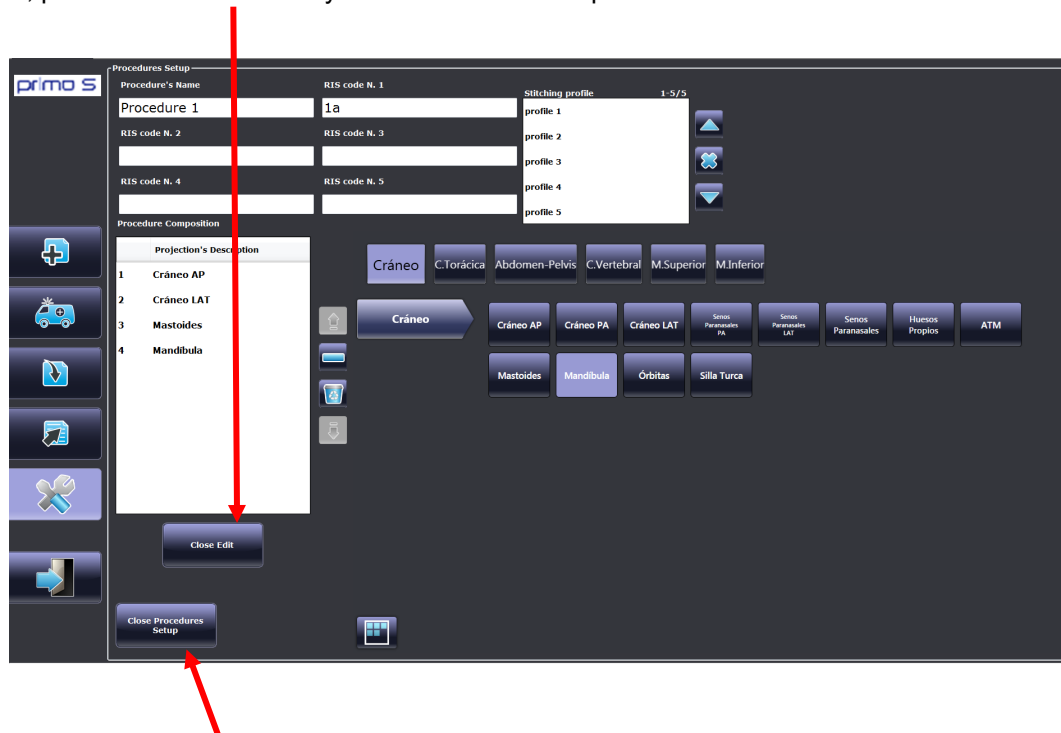 primo S
Procedures Setup
Procedure's Name
RIS code N. 1
Procedure 1
1a
RIS code N. 2
RIS code N. 3
RIS code N. 4
RIS code N. 5
Stitching profile 1-5/5
profile 1
profile 2
profile 3
profile 4
profile 5
Procedure Composition
Projection's Description
1 Cráneo AP
2 Cráneo LAT
3 Mastoides
4 Mandíbula
Cráneo
C.Torácica
Abdomen-Pelvis
C.Vertebral
M.Superior
M.Inferior
Cráneo
Cráneo AP
Cráneo PA
Cráneo LAT
Senos
Paranasales
PA
Senos
Paranasales
LAT
Senos
Paranasales
Huesos
Propios
ATM
Mastoides
Mandíbula
Órbitas
Silla Turca
Close Edit
Close Procedures
Setup